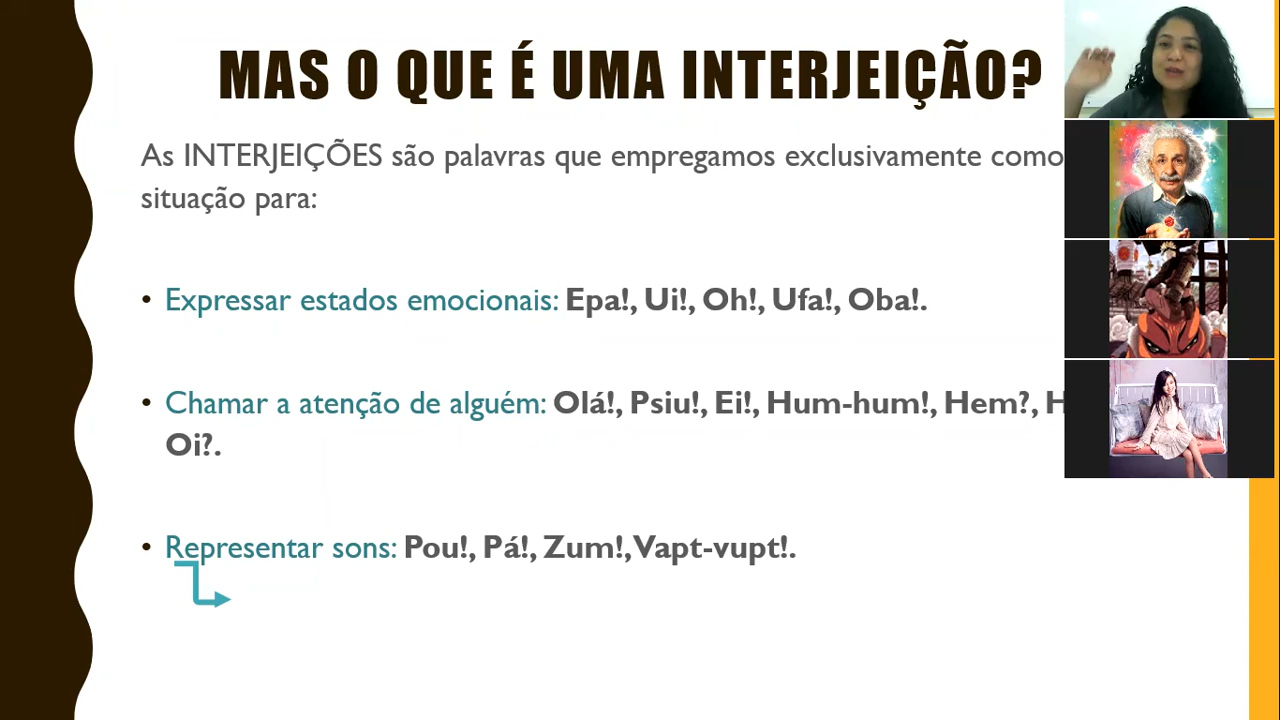 MAS O QUE É UMA INTERJEIÇÃO?
As INTERJEIÇÕES são palavras que empregamos exclusivamente como
situação para:
• Expressar estados emocionais: Epa!, Ui!, Oh!, Ufa!, Oba!.
• Chamar a atenção de alguém: Olá!, Psiu!, Ei!, Hum-hum!, Hem?,
Oi?.
• Representar sons: Pou!, Pá!, Zum!, Vapt-vupt!.